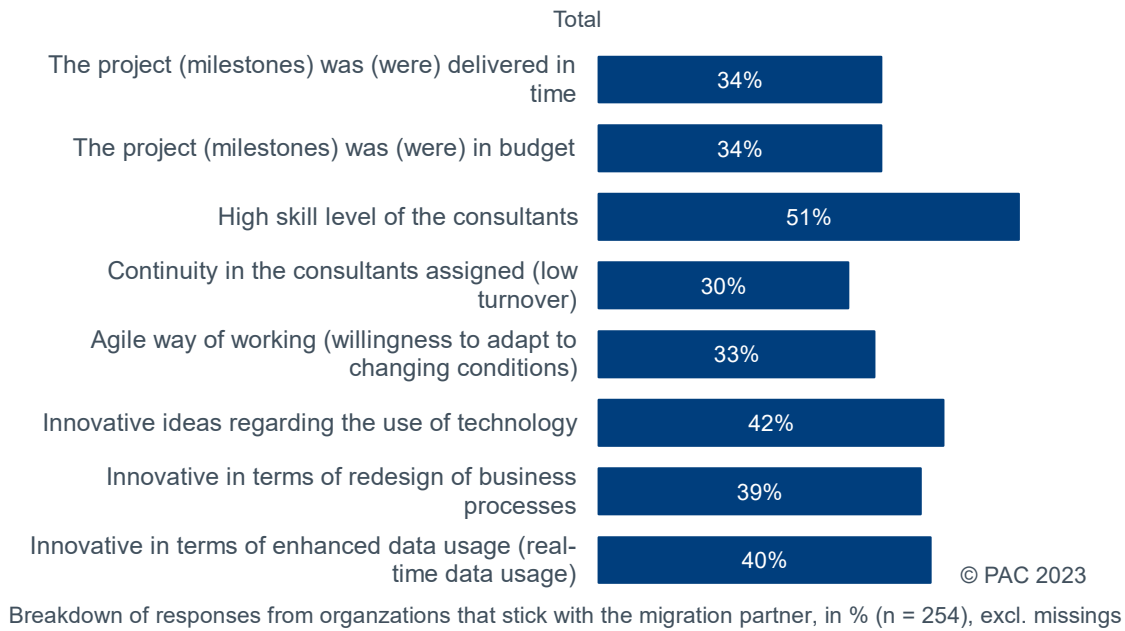 Total
The project (milestones) was (were) delivered in
time
34%
The project (milestones) was (were) in budget
34%
High skill level of the consultants
51%
Continuity in the consultants assigned (low
turnover)
30%
Agile way of working (willingness to adapt to
changing conditions)
33%
Innovative ideas regarding the use of technology
42%
Innovative in terms of redesign of business
processes
39%
Innovative in terms of enhanced data usage (real-
time data usage)
40%
© PAC 2023
Breakdown of responses from organzations that stick with the migration partner, in % (n = 254), excl. missings